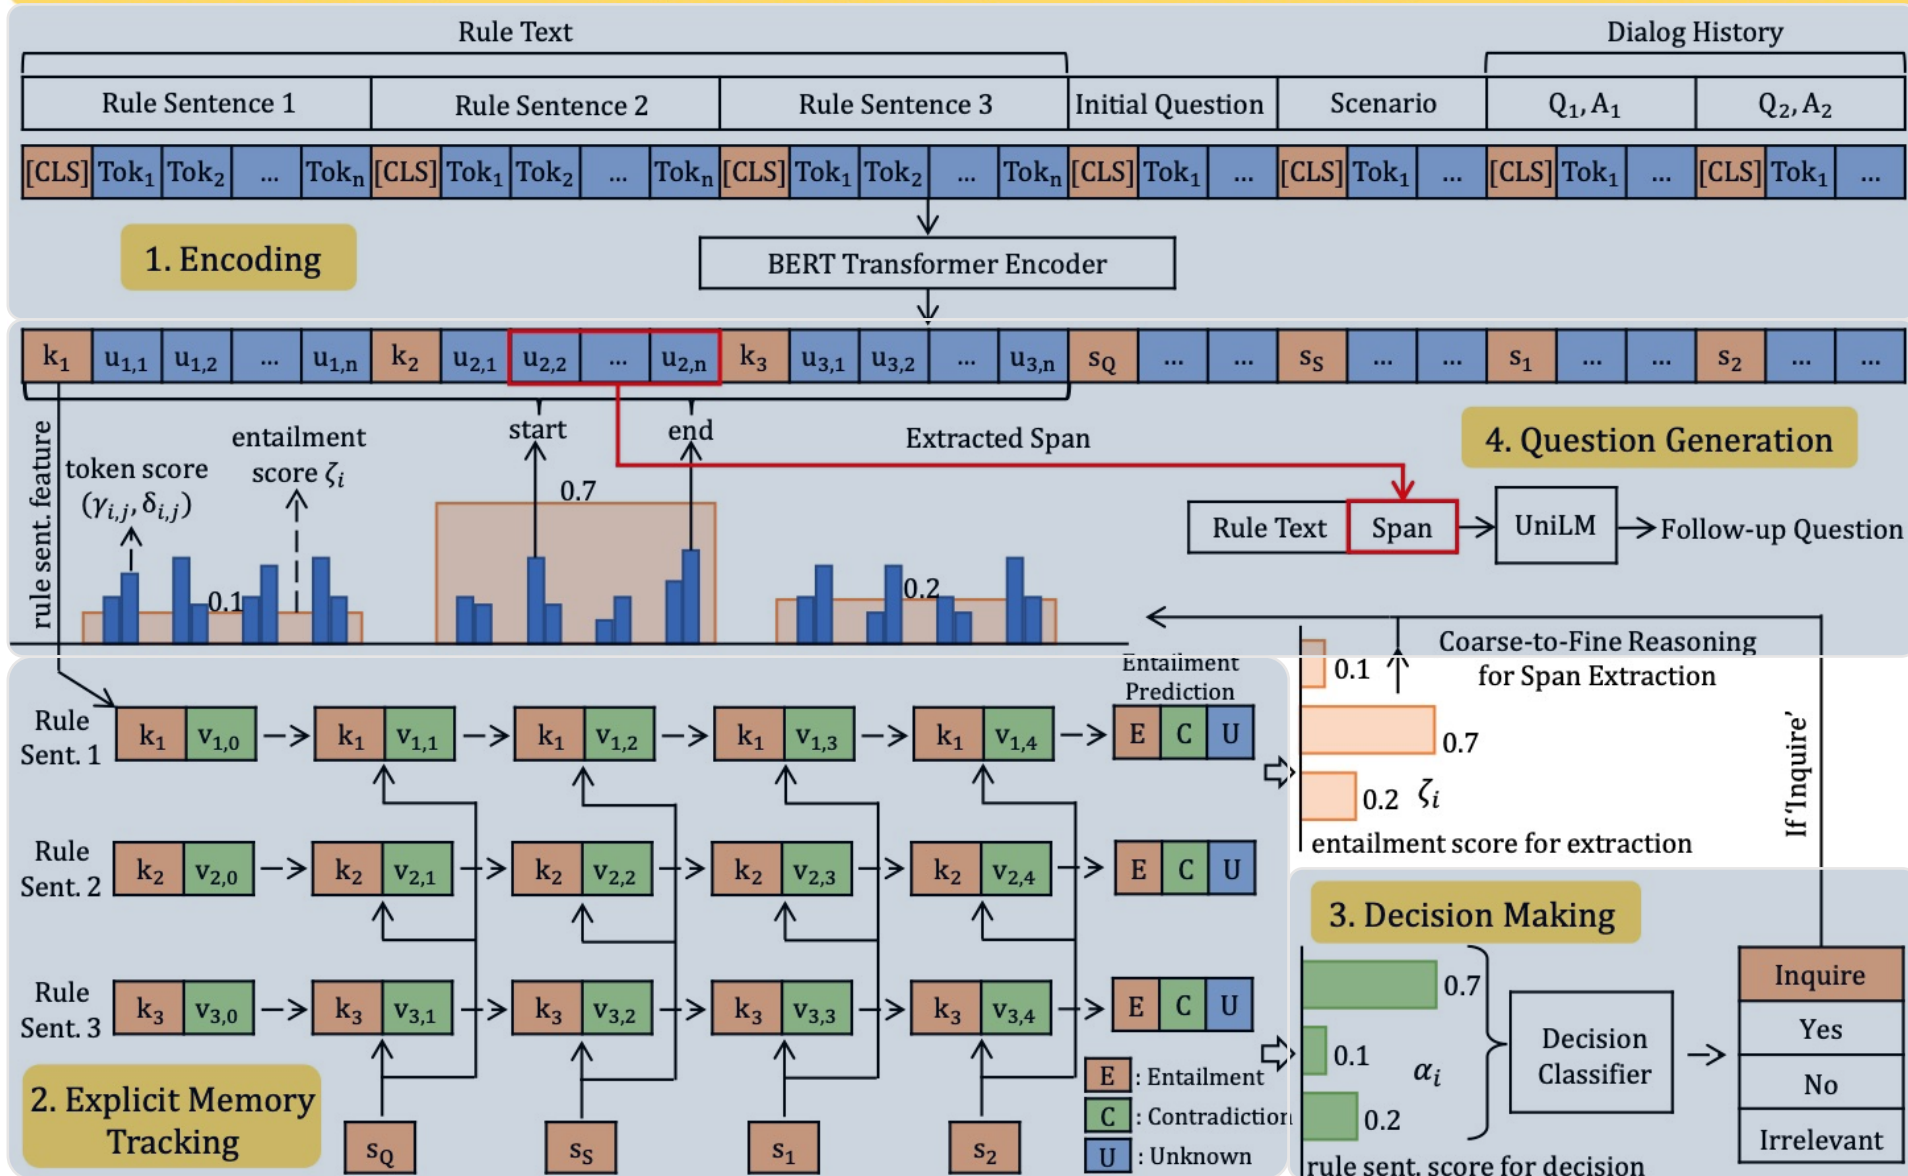 Rule Text Dialog History
Rule Sentence 1 Rule Sentence 2 Rule Sentence 3 Initial Question Scenario Q₁, A₁ Q₂, A₂
[CLS] Tok₁ Tok₂ ... Tokₙ [CLS] Tok₁ Tok₂ ... Tokₙ [CLS] Tok₁ Tok₂ ... Tokₙ [CLS] Tok₁ ... [CLS] Tok₁ ... [CLS] Tok₁ ... [CLS] Tok₁ ...
1. Encoding
BERT Transformer Encoder
k₁ u₁,₁ u₁,₂ ... u₁,ₙ k₂ u₂,₁ u₂,₂ ... u₂,ₙ k₃ u₃,₁ u₃,₂ ... u₃,ₙ s_Q ... ... s_S ... ... s₁ ... ... s₂ ... ...
rule sent. feature
token score
(γᵢ,ⱼ, δᵢ,ⱼ)
entailment
score ζᵢ
start
end
Extracted Span
4. Question Generation
0.1
0.7
0.2
Rule Text Span UniLM Follow-up Question
Coarse-to-Fine Reasoning
for Span Extraction
If 'Inquire'
Entailment
Prediction
Rule
Sent. 1
k₁ v₁,₀ k₁ v₁,₁ k₁ v₁,₂ k₁ v₁,₃ k₁ v₁,₄ E C U
Rule
Sent. 2
k₂ v₂,₀ k₂ v₂,₁ k₂ v₂,₂ k₂ v₂,₃ k₂ v₂,₄ E C U
Rule
Sent. 3
k₃ v₃,₀ k₃ v₃,₁ k₃ v₃,₂ k₃ v₃,₃ k₃ v₃,₄ E C U
2. Explicit Memory
Tracking
s_Q s_S s₁ s₂
E : Entailment
C : Contradiction
U : Unknown
0.1
0.7
0.2 ζᵢ
entailment score for extraction
3. Decision Making
0.7
0.1
0.2
αᵢ
rule sent. score for decision
Decision
Classifier
Inquire
Yes
No
Irrelevant